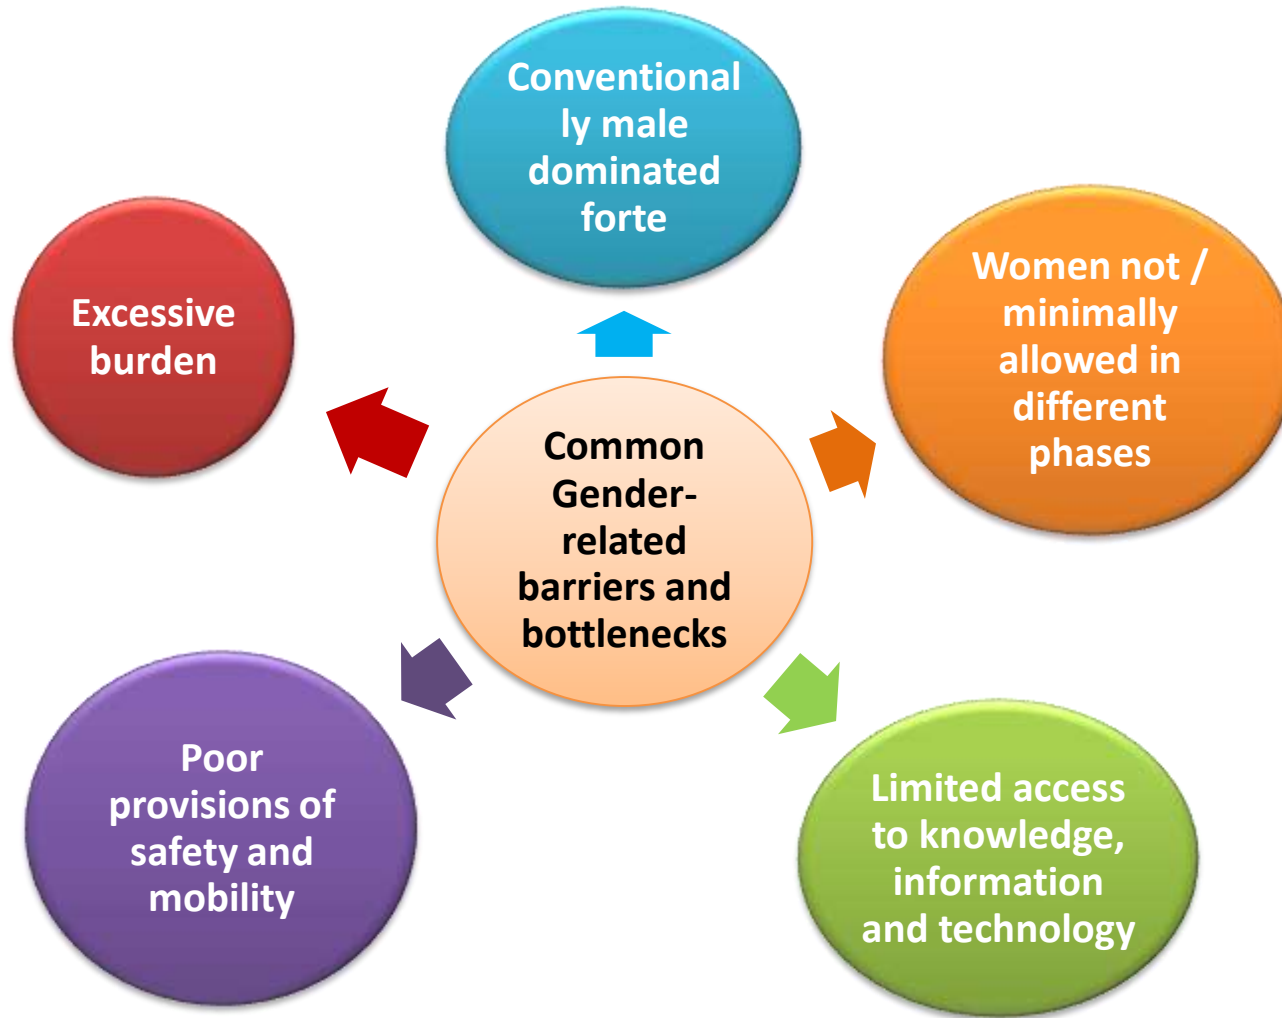 Conventional
ly male
dominated
forte
Excessive
burden
Women not /
minimally
allowed in
different
phases
Common
Gender-
related
barriers and
bottlenecks
Poor
provisions of
safety and
mobility
Limited access
to knowledge,
information
and technology